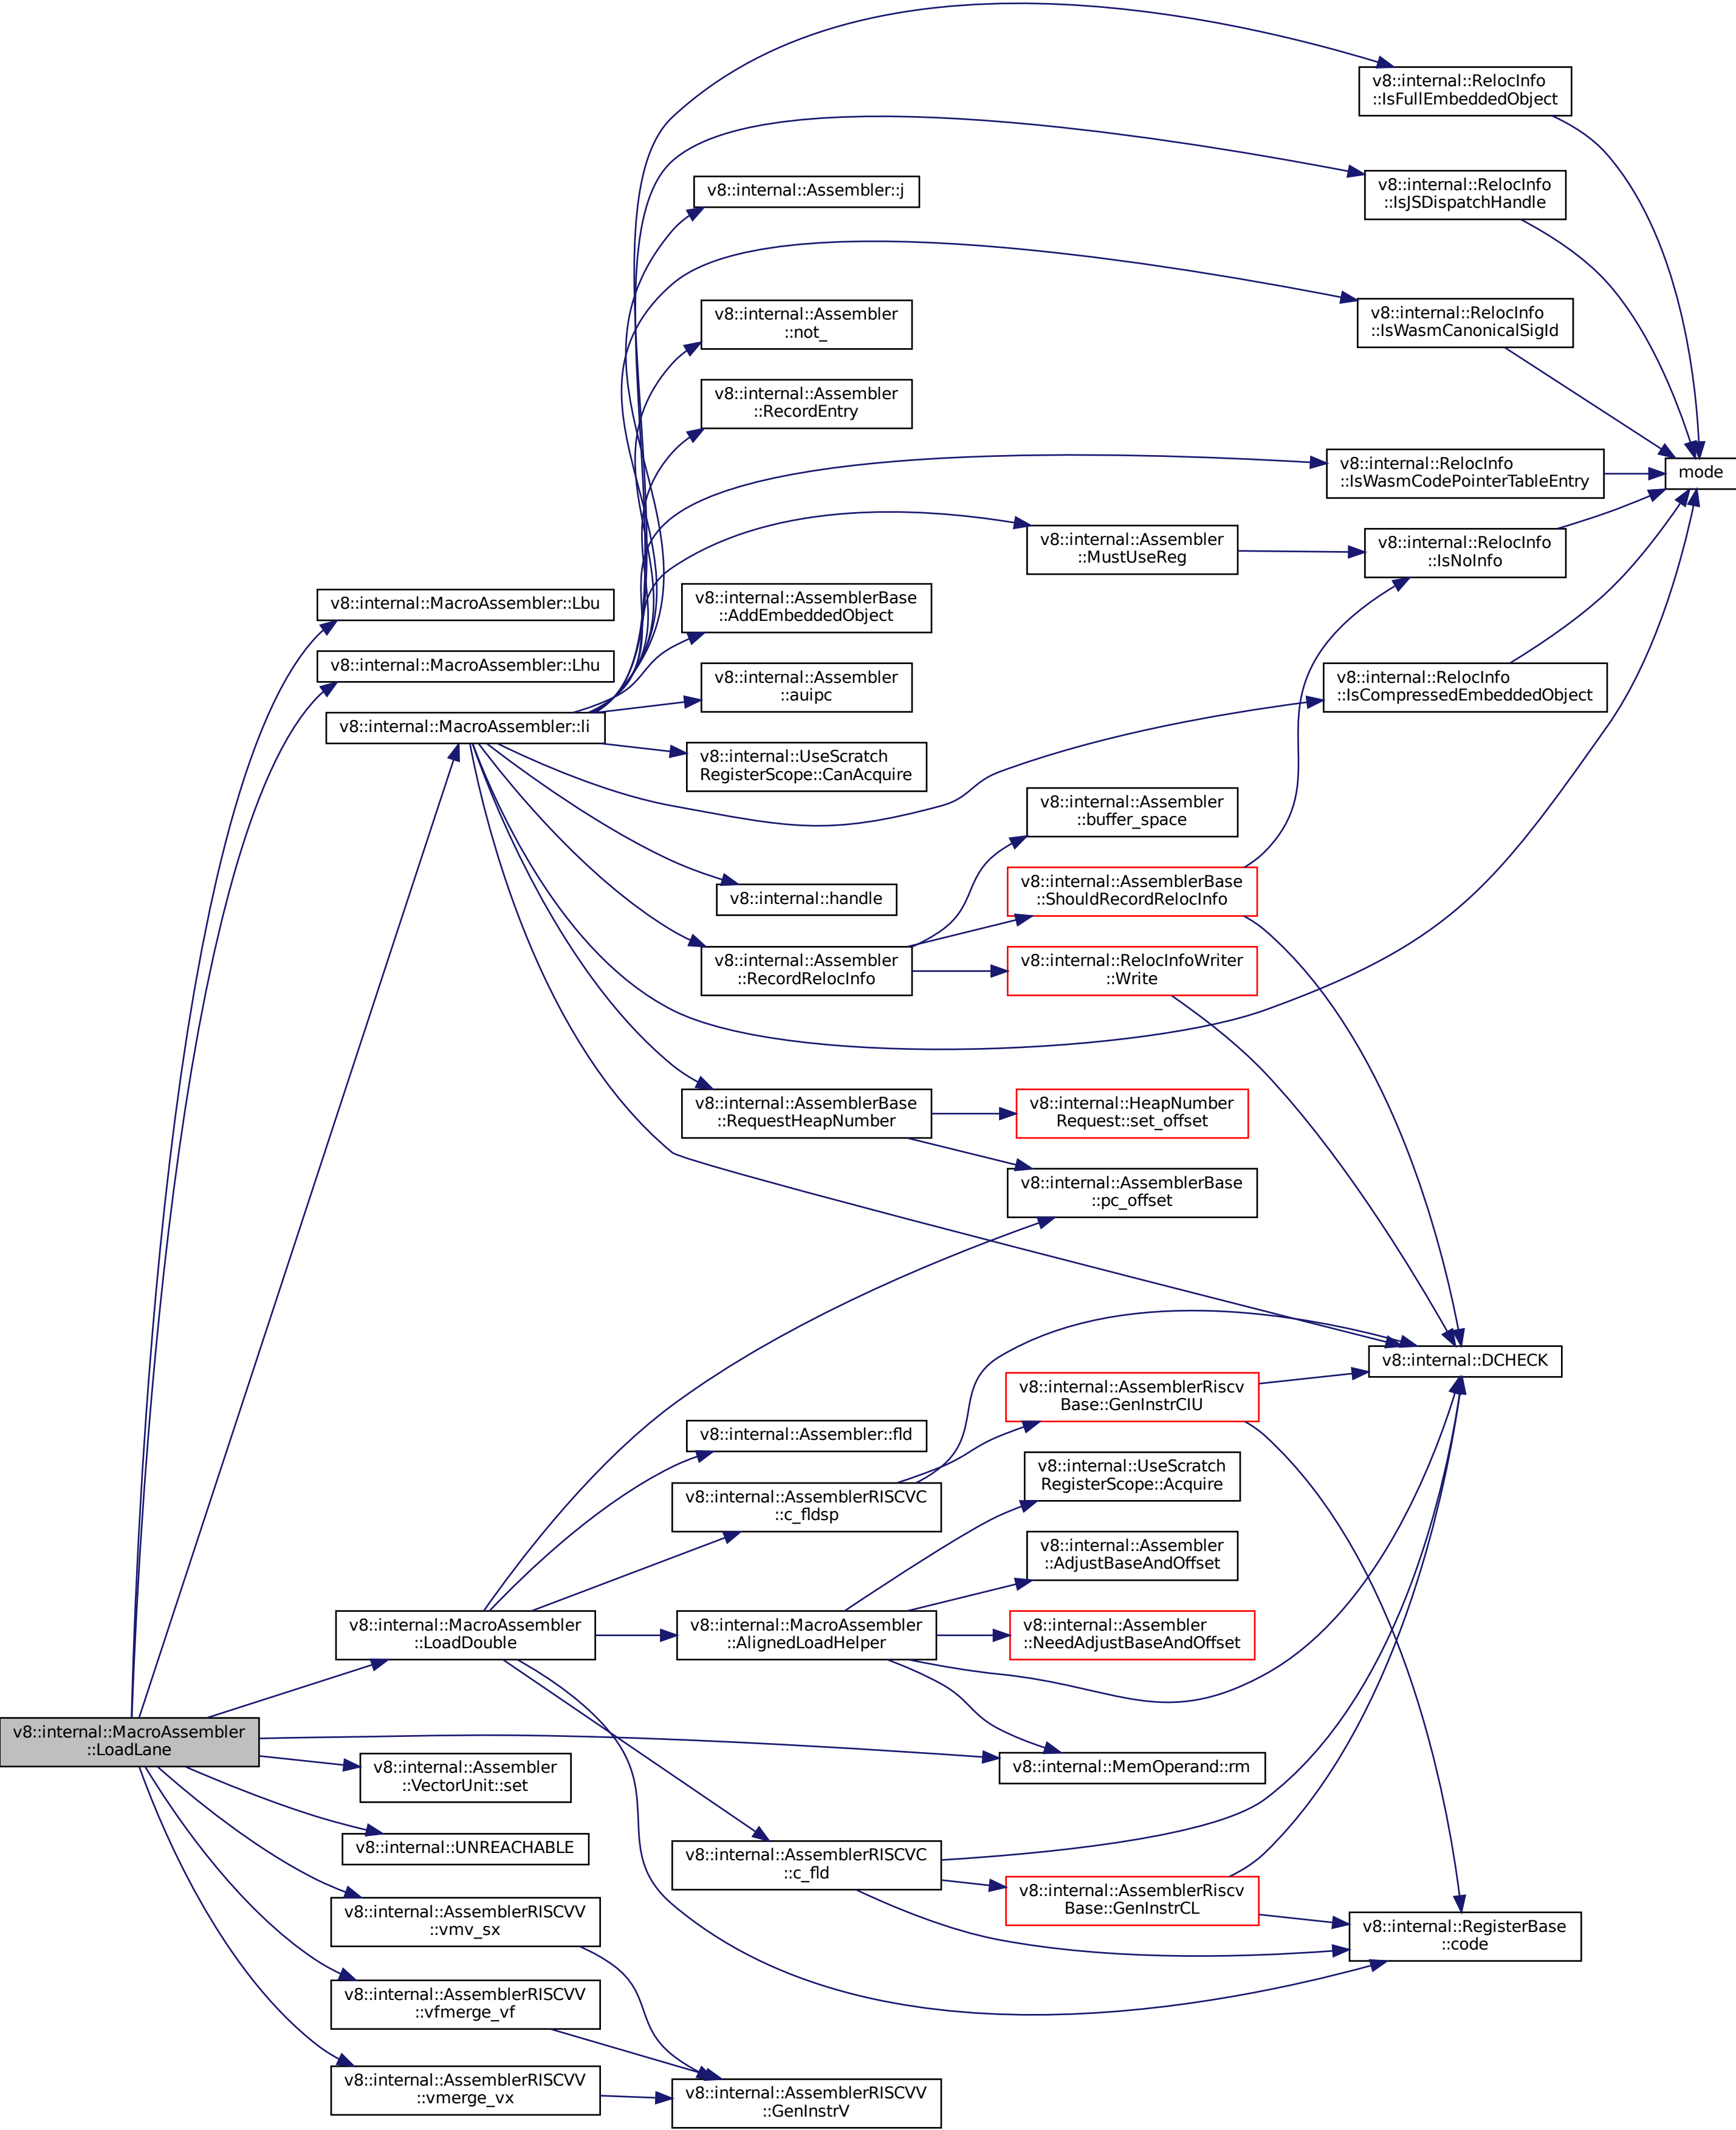 v8::internal::RelocInfo
::IsFullEmbeddedObject
v8::internal::RelocInfo
::IsJSDispatchHandle
v8::internal::Assembler::j
v8::internal::Assembler
::not_
v8::internal::RelocInfo
::IsWasmCanonicalSigId
v8::internal::Assembler
::RecordEntry
v8::internal::RelocInfo
::IsWasmCodePointerTableEntry
mode
v8::internal::Assembler
::MustUseReg
v8::internal::RelocInfo
::IsNoInfo
v8::internal::MacroAssembler::Lbu
v8::internal::AssemblerBase
::AddEmbeddedObject
v8::internal::MacroAssembler::Lhu
v8::internal::Assembler
::auipc
v8::internal::RelocInfo
::IsCompressedEmbeddedObject
v8::internal::MacroAssembler::li
v8::internal::UseScratch
RegisterScope::CanAcquire
v8::internal::Assembler
::buffer_space
v8::internal::handle
v8::internal::AssemblerBase
::ShouldRecordRelocInfo
v8::internal::Assembler
::RecordRelocInfo
v8::internal::RelocInfoWriter
::Write
v8::internal::AssemblerBase
::RequestHeapNumber
v8::internal::HeapNumber
Request::set_offset
v8::internal::AssemblerBase
::pc_offset
v8::internal::DCHECK
v8::internal::AssemblerRiscv
Base::GenInstrCIU
v8::internal::Assembler::fld
v8::internal::UseScratch
RegisterScope::Acquire
v8::internal::AssemblerRISCVC
::c_fldsp
v8::internal::Assembler
::AdjustBaseAndOffset
v8::internal::MacroAssembler
::LoadDouble
v8::internal::MacroAssembler
::AlignedLoadHelper
v8::internal::Assembler
::NeedAdjustBaseAndOffset
v8::internal::MacroAssembler
::LoadLane
v8::internal::Assembler
::VectorUnit::set
v8::internal::MemOperand::rm
v8::internal::UNREACHABLE
v8::internal::AssemblerRISCVC
::c_fld
v8::internal::AssemblerRiscv
Base::GenInstrCL
v8::internal::AssemblerRISCVV
::vmv_sx
v8::internal::RegisterBase
::code
v8::internal::AssemblerRISCVV
::vfmerge_vf
v8::internal::AssemblerRISCVV
::vmerge_vx
v8::internal::AssemblerRISCVV
::GenInstrV